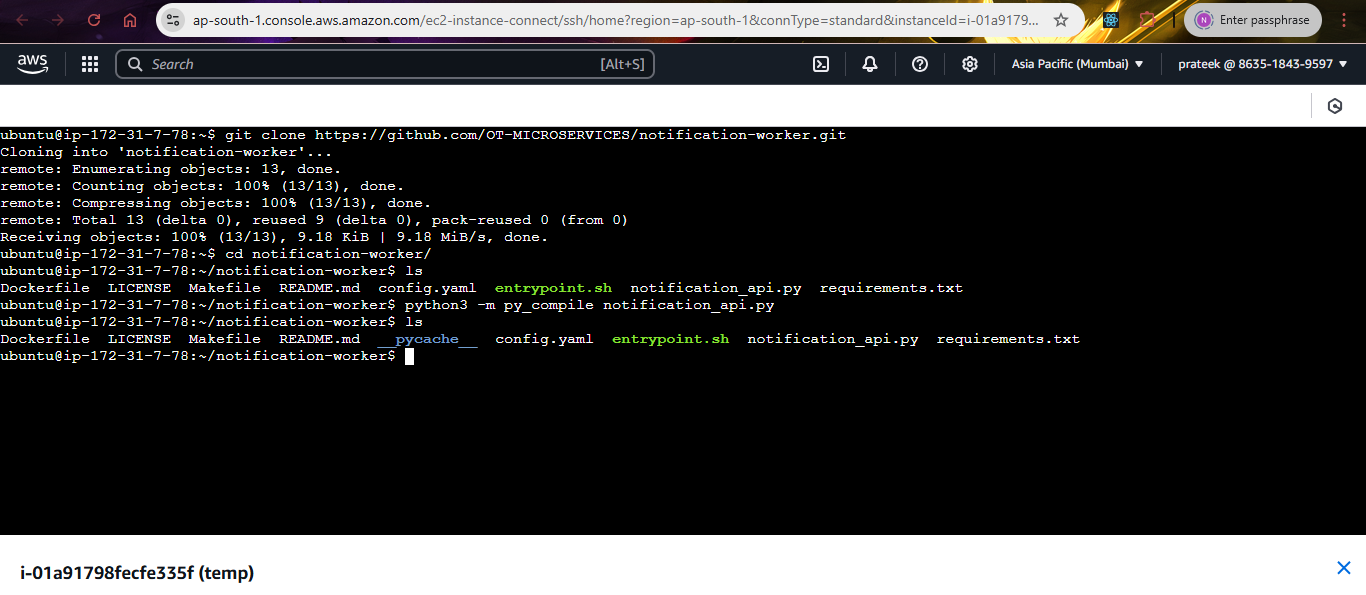 ap-south-1.console.aws.amazon.com/ec2-instance-connect/ssh/home?region=ap-south-1&connType=standard&instanceId=i-01a9179...
N Enter passphrase
aws Search [Alt+S] Asia Pacific (Mumbai) ▼ prateek @ 8635-1843-9597 ▼
ubuntu@ip-172-31-7-78:~$ git clone https://github.com/OT-MICROSERVICES/notification-worker.git
Cloning into 'notification-worker'...
remote: Enumerating objects: 13, done.
remote: Counting objects: 100% (13/13), done.
remote: Compressing objects: 100% (13/13), done.
remote: Total 13 (delta 0), reused 9 (delta 0), pack-reused 0 (from 0)
Receiving objects: 100% (13/13), 9.18 KiB | 9.18 MiB/s, done.
ubuntu@ip-172-31-7-78:~$ cd notification-worker/
ubuntu@ip-172-31-7-78:~/notification-worker$ ls
Dockerfile  LICENSE  Makefile  README.md  config.yaml  entrypoint.sh  notification_api.py  requirements.txt
ubuntu@ip-172-31-7-78:~/notification-worker$ python3 -m py_compile notification_api.py
ubuntu@ip-172-31-7-78:~/notification-worker$ ls
Dockerfile  LICENSE  Makefile  README.md  __pycache__  config.yaml  entrypoint.sh  notification_api.py  requirements.txt
ubuntu@ip-172-31-7-78:~/notification-worker$
i-01a91798fecfe335f (temp)